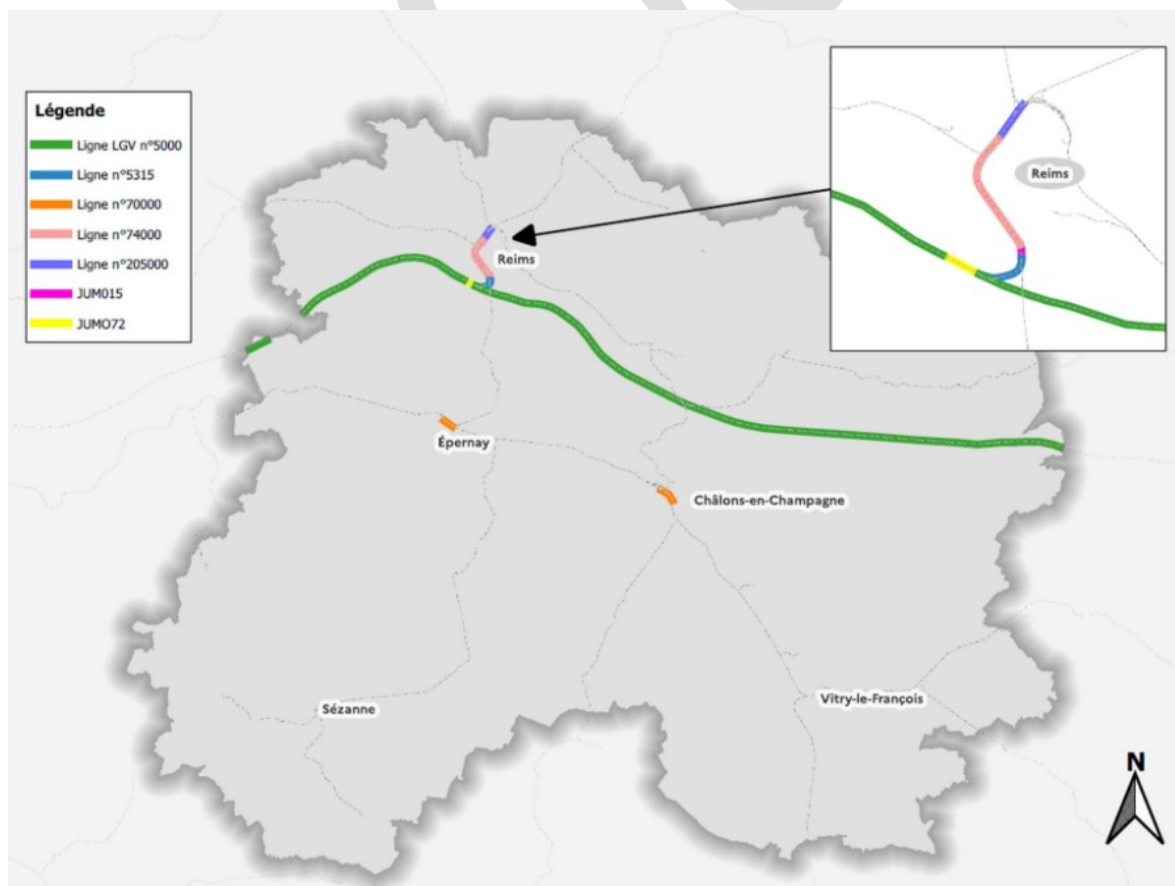 Légende
Ligne LGV n°5000
Ligne n°5315
Ligne n°70000
Ligne n°74000
Ligne n°205000
JUM015
JUMO72
Reims
Reims
Épernay
Châlons-en-Champagne
Sézanne
Vitry-le-François
N